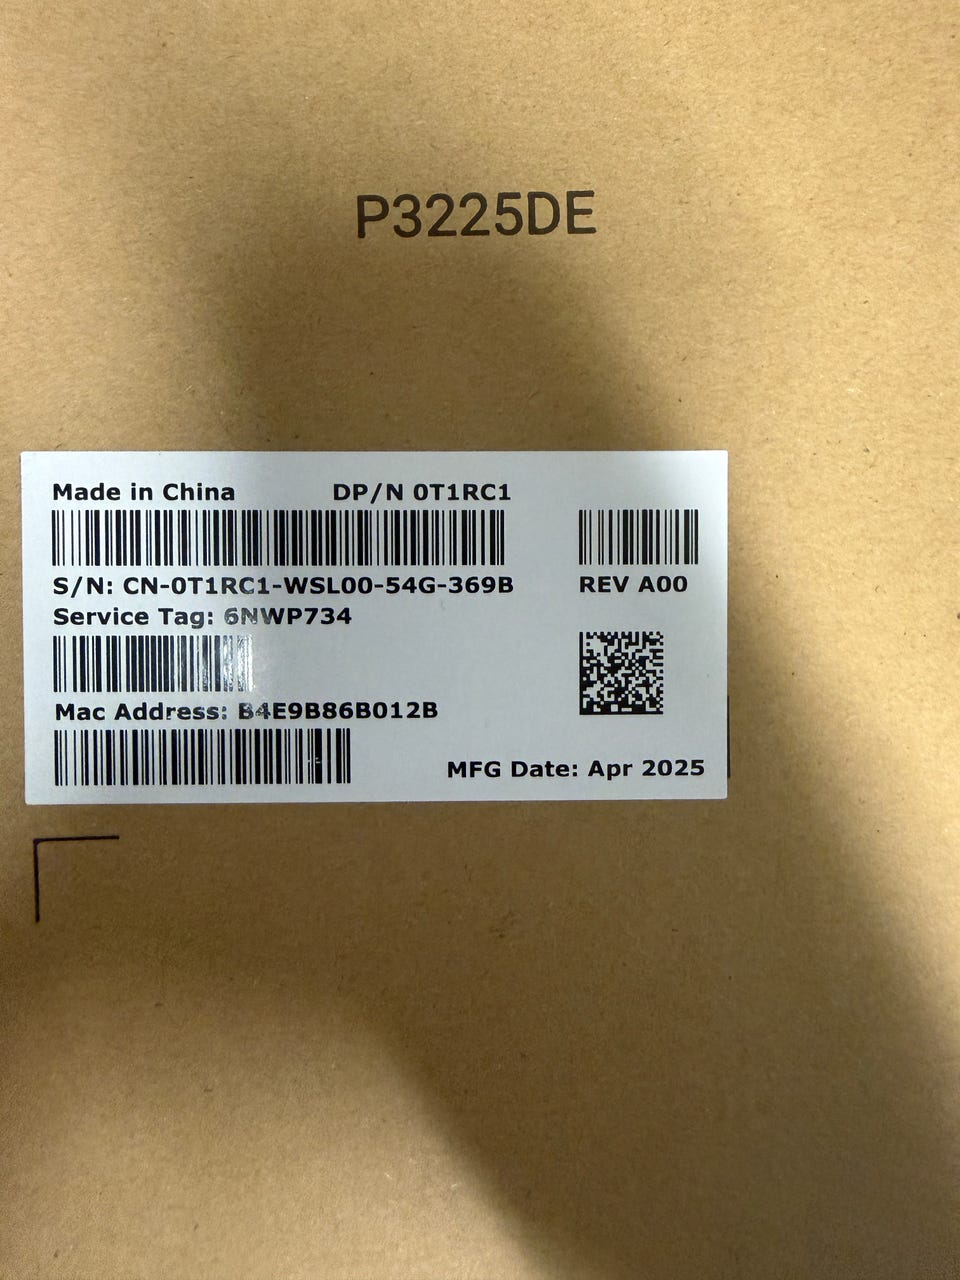 P3225DE
Made in China DP/N 0T1RC1
S/N: CN-0T1RC1-WSL00-54G-369B REV A00
Service Tag: 6NWP734
Mac Address: B4E9B86B012B
MFG Date: Apr 2025